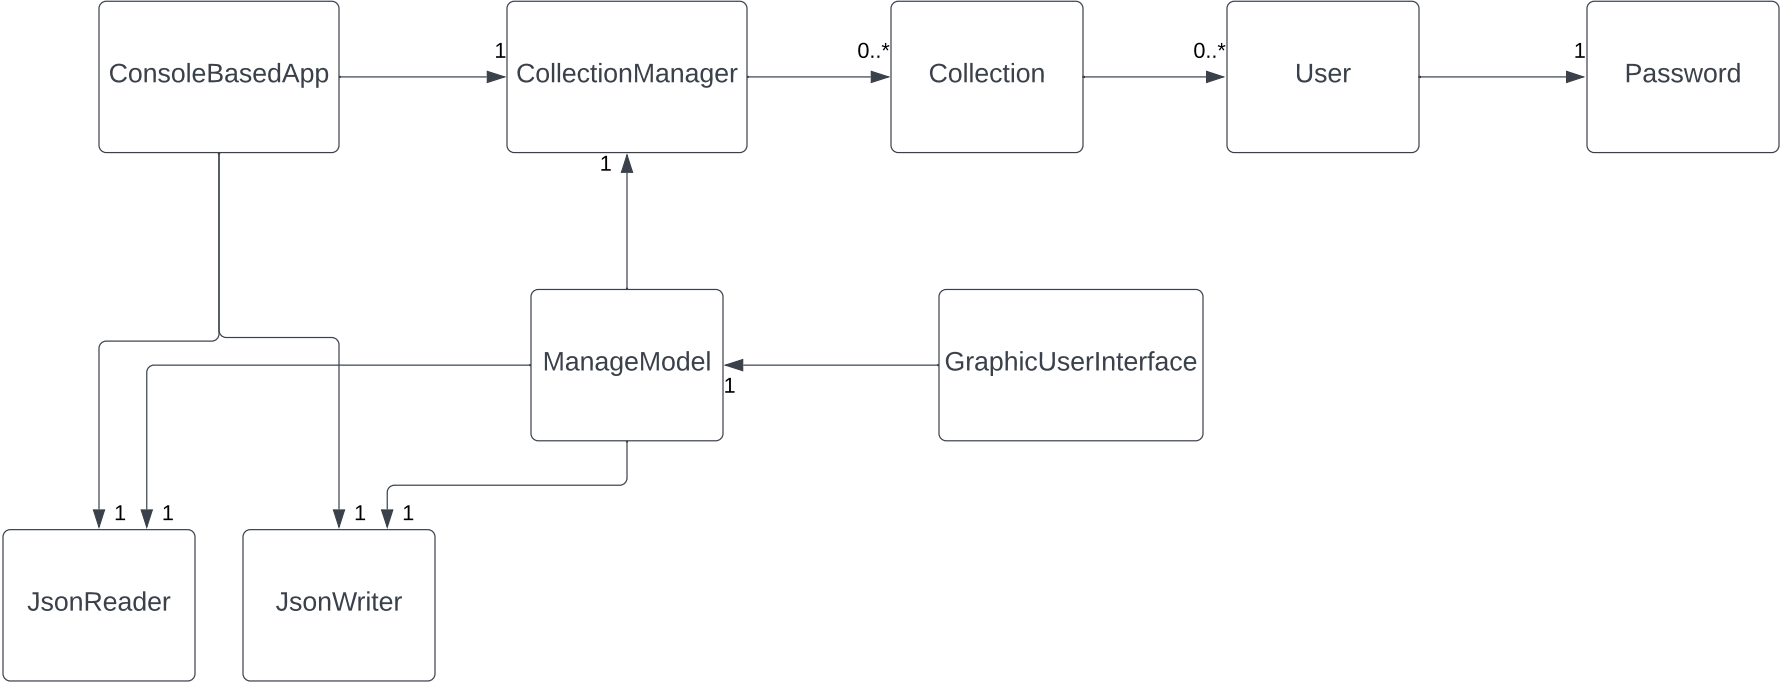 1
0..*
0..*
1
ConsoleBasedApp
CollectionManager
Collection
User
Password
1
ManageModel
GraphicUserInterface
1
1
1
1
1
JsonReader
JsonWriter